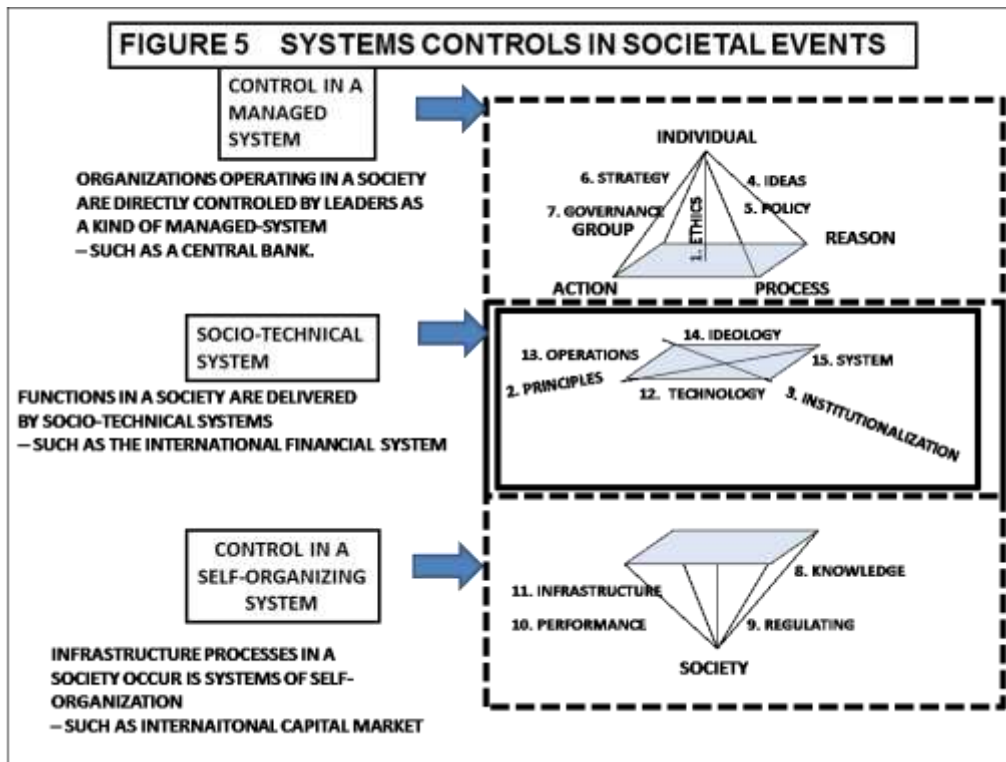 FIGURE 5 SYSTEMS CONTROLS IN SOCIETAL EVENTS
CONTROL IN A
MANAGED
SYSTEM
ORGANIZATIONS OPERATING IN A SOCIETY
ARE DIRECTLY CONTROLED BY LEADERS AS
A KIND OF MANAGED-SYSTEM
– SUCH AS A CENTRAL BANK.
INDIVIDUAL
6. STRATEGY
4. IDEAS
7. GOVERNANCE
5. POLICY
GROUP
1. ETHICS
REASON
ACTION
PROCESS
SOCIO-TECHNICAL
SYSTEM
FUNCTIONS IN A SOCIETY ARE DELIVERED
BY SOCIO-TECHNICAL SYSTEMS
– SUCH AS THE INTERNATIONAL FINANCIAL SYSTEM
14. IDEOLOGY
13. OPERATIONS
15. SYSTEM
2. PRINCIPLES
12. TECHNOLOGY
3. INSTITUTIONALIZATION
CONTROL IN A
SELF-ORGANIZING
SYSTEM
INFRASTRUCTURE PROCESSES IN A
SOCIETY OCCUR IS SYSTEMS OF SELF-
ORGANIZATION
– SUCH AS INTERNAITONAL CAPITAL MARKET
8. KNOWLEDGE
11. INFRASTRUCTURE
10. PERFORMANCE
9. REGULATING
SOCIETY